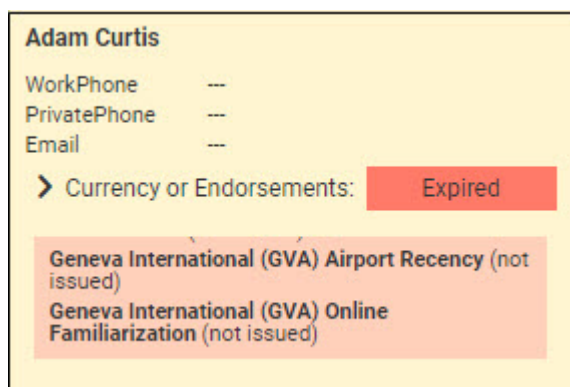 Adam Curtis
WorkPhone ---
PrivatePhone ---
Email ---
Currency or Endorsements: Expired
Geneva International (GVA) Airport Recency (not
issued)
Geneva International (GVA) Online
Familiarization (not issued)